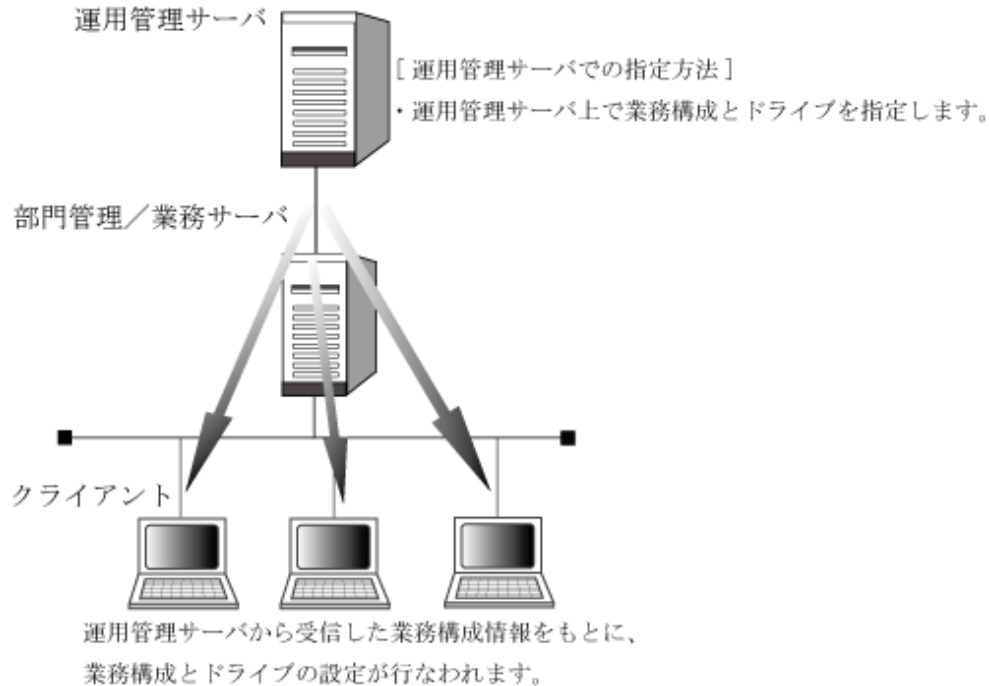 運用管理サーバ
[ 運用管理サーバでの指定方法 ]
・運用管理サーバ上で業務構成とドライブを指定します。
部門管理／業務サーバ
クライアント
運用管理サーバから受信した業務構成情報をもとに、
業務構成とドライブの設定が行なわれます。